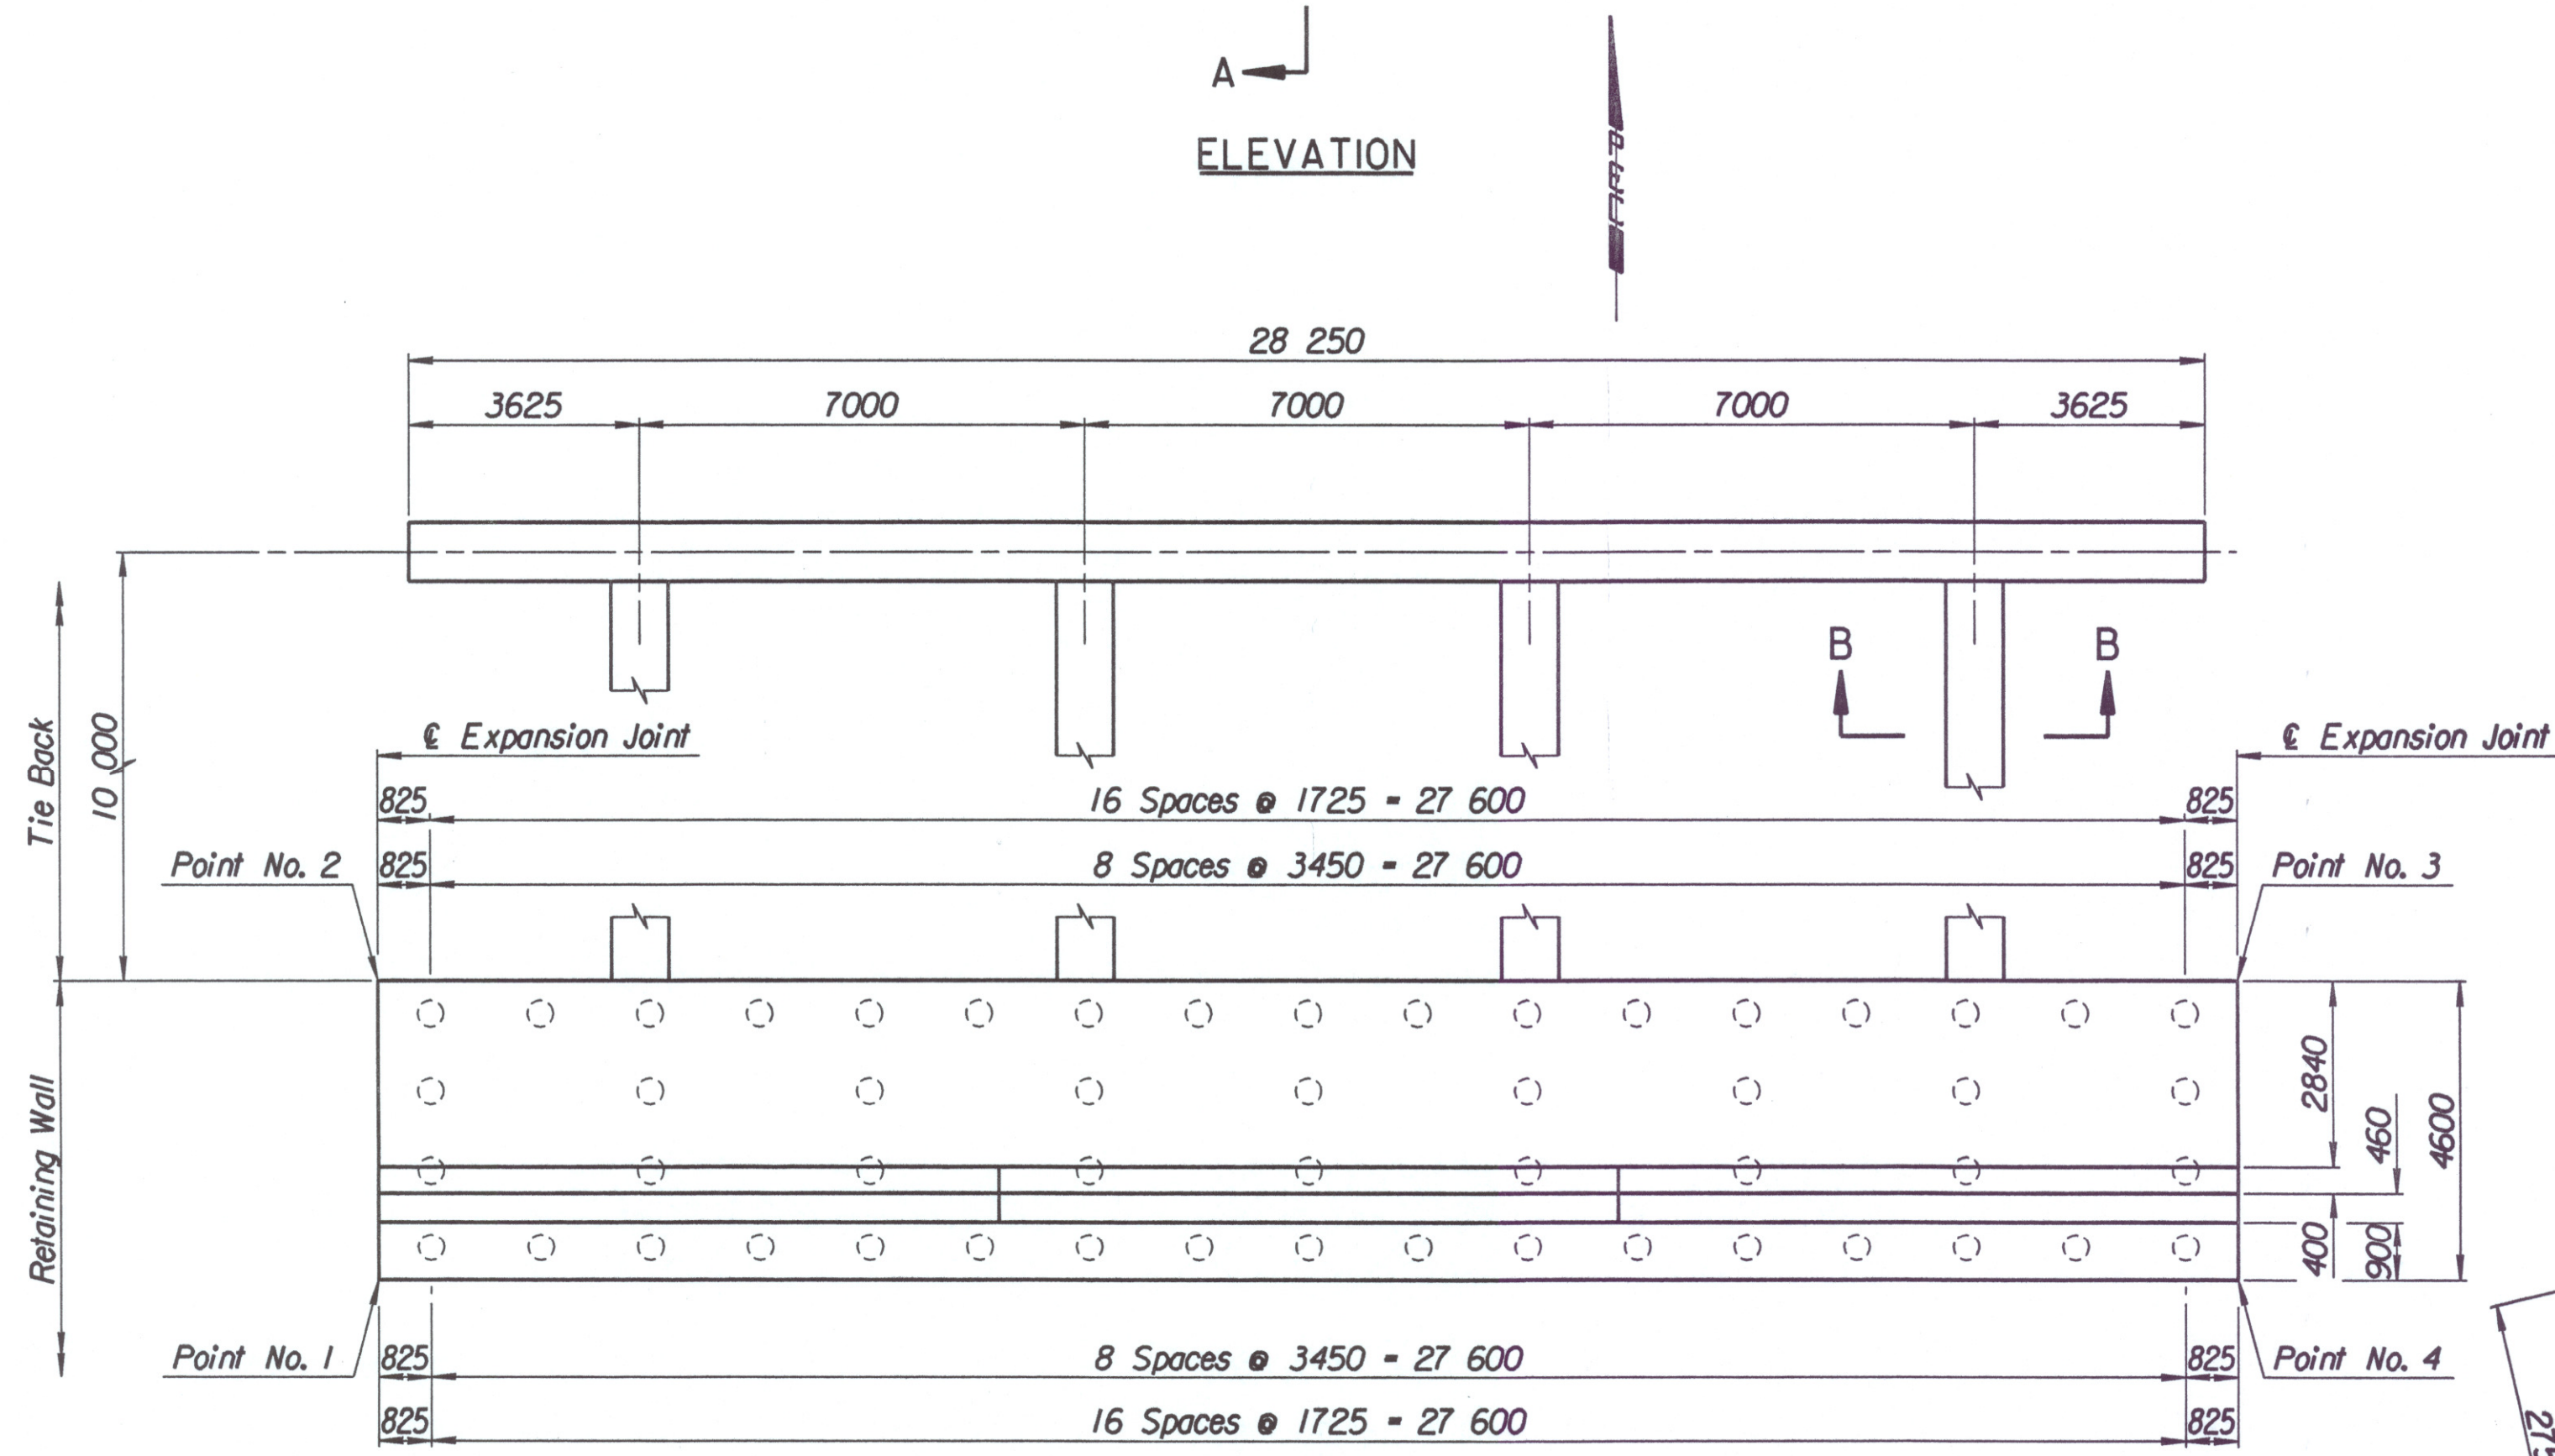 A
ELEVATION
28 250
3625 7000 7000 7000 3625
B B
℄ Expansion Joint ℄ Expansion Joint
Tie Back
10 000
825 16 Spaces @ 1725 = 27 600 825
Point No. 2 825 8 Spaces @ 3450 = 27 600 825 Point No. 3
Retaining Wall
2840
460
4600
400
900
Point No. 1 825 8 Spaces @ 3450 = 27 600 825 Point No. 4
825 16 Spaces @ 1725 = 27 600 825